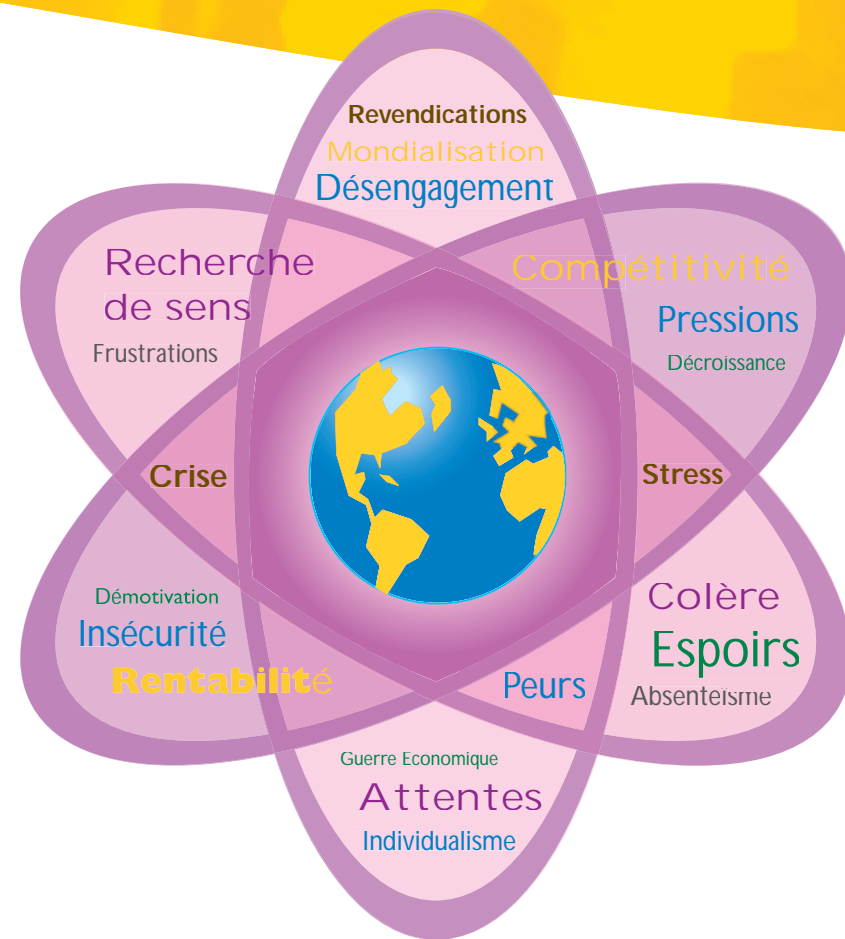 Revendications
Mondialisation
Désengagement
Recherche
de sens
Frustrations
Compétitivité
Pressions
Décroissance
Crise
Stress
Démotivation
Insécurité
Rentabilité
Colère
Espoirs
Absentéisme
Peurs
Guerre Economique
Attentes
Individualisme